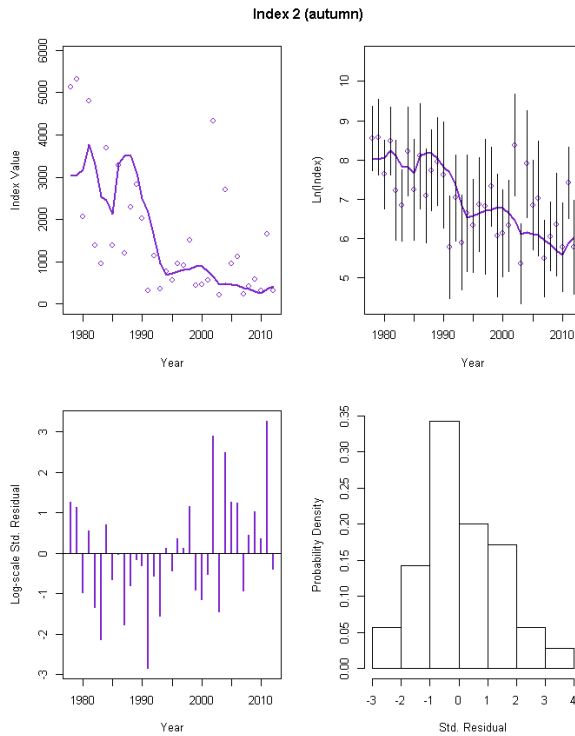 Index 2 (autumn)
Index Value
0 1000 2000 3000 4000 5000 6000
1980 1990 2000 2010
Year
Ln(Index)
5 6 7 8 9 10
1980 1990 2000 2010
Year
Log-scale Std. Residual
-3 -2 -1 0 1 2 3
1980 1990 2000 2010
Year
Probability Density
0.00 0.05 0.10 0.15 0.20 0.25 0.30 0.35
-3 -2 -1 0 1 2 3 4
Std. Residual